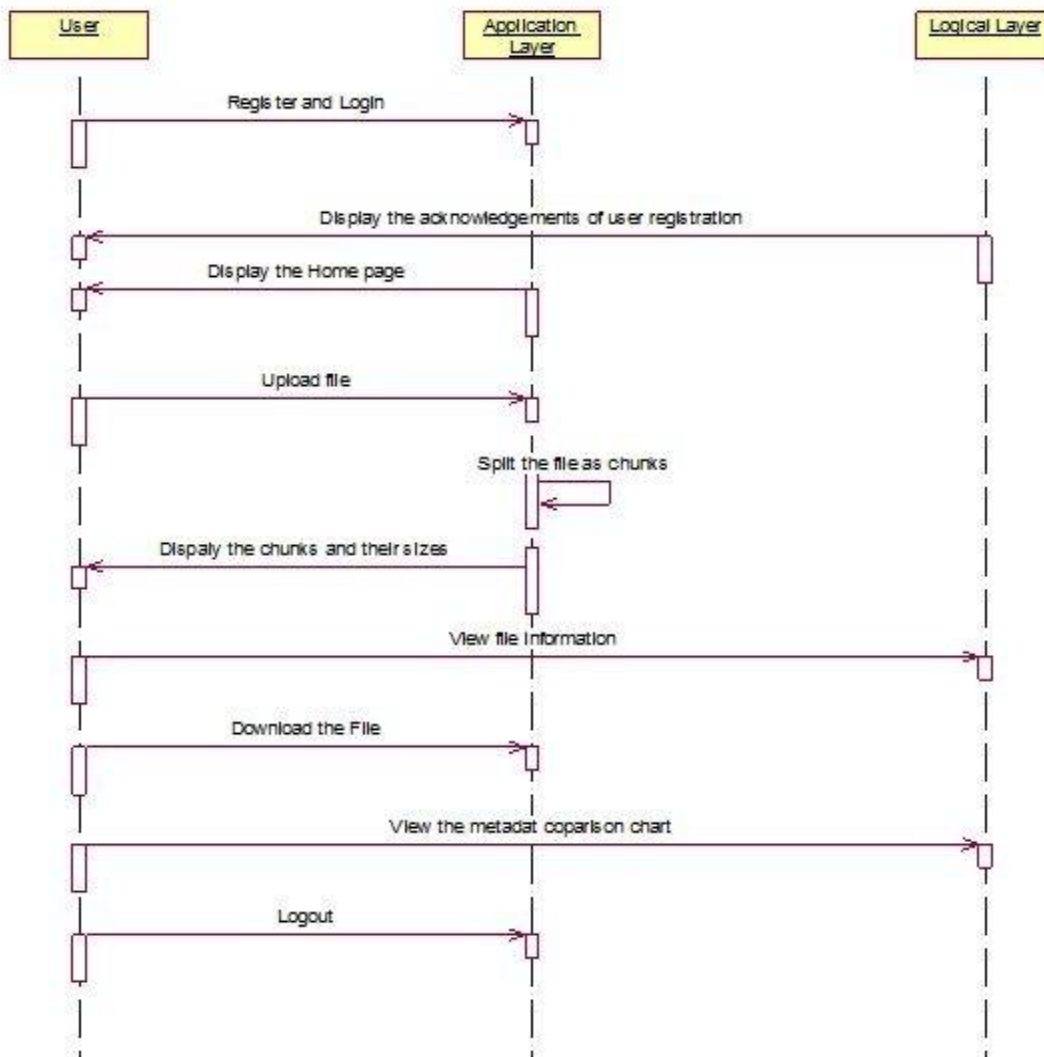 User
Application
Layer
Logical Layer
Register and Login
Display the acknowledgements of user registration
Display the Home page
Upload file
Split the file as chunks
Dispaly the chunks and their sizes
View file information
Download the File
View the metadat coparison chart
Logout